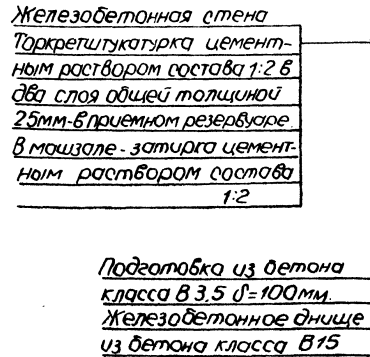 Железобетонная стена
Торкретштукатурка цемент-
ным раствором состава 1:2 в
два слоя общей толщиной
25мм-в приемном резервуаре.
В машзале - затирка цемент-
ным раствором состава
1:2
Подготовка из бетона
класса В 3,5 δ=100мм.
Железобетонное днище
из бетона класса В15